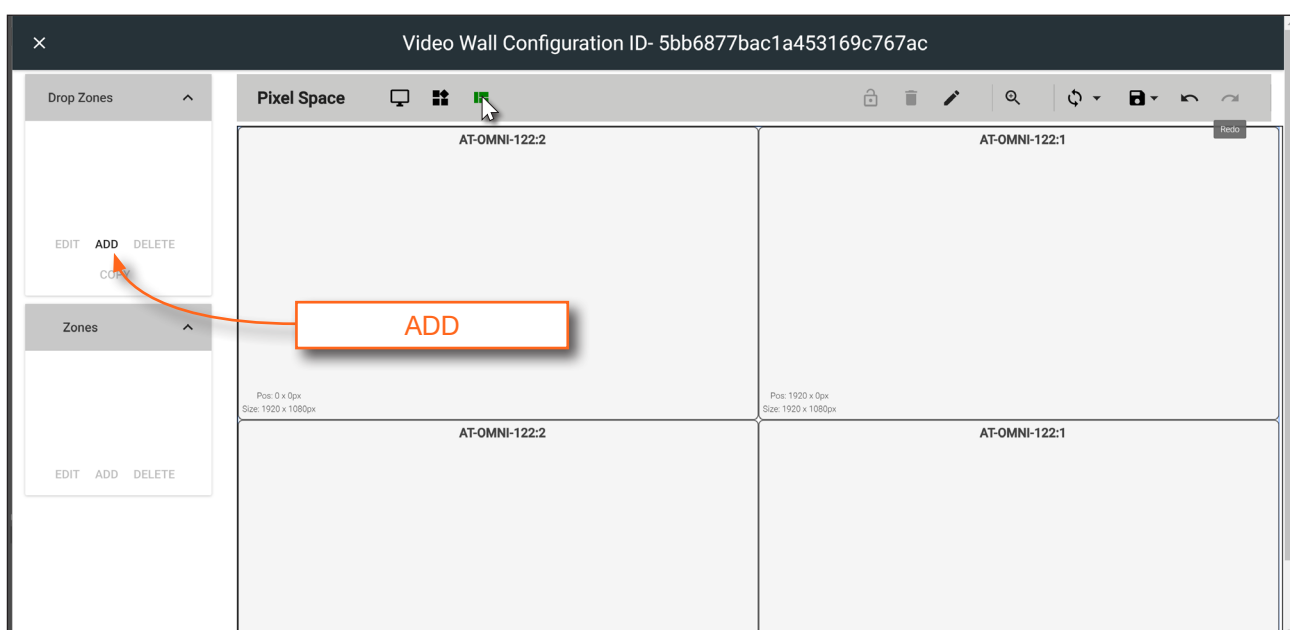 Video Wall Configuration ID- 5bb6877bac1a453169c767ac
Drop Zones
Pixel Space
Redo
AT-OMNI-122:2
AT-OMNI-122:1
EDIT ADD DELETE
COPY
Zones
ADD
Pos: 0 x 0px
Size: 1920 x 1080px
Pos: 1920 x 0px
Size: 1920 x 1080px
AT-OMNI-122:2
AT-OMNI-122:1
EDIT ADD DELETE